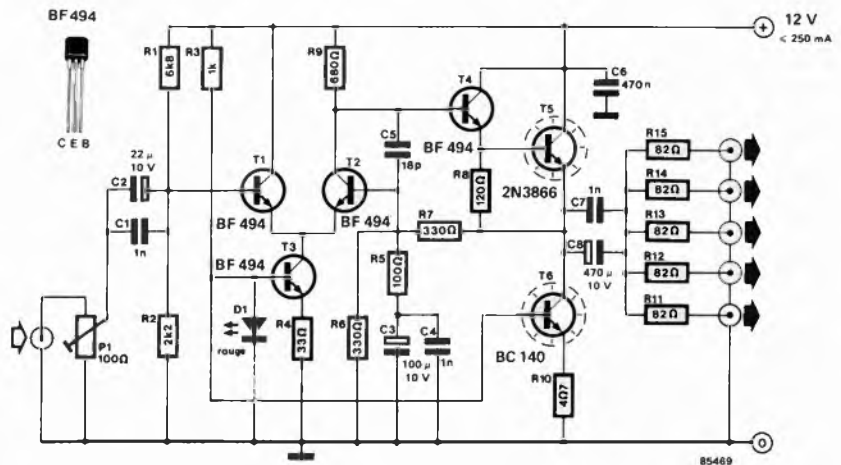 BF494
C E B
R1
6k8
R3
1k
R9
680Ω
T4
BF 494
T5
2N3866
C6
470n
12 V
≤ 250 mA
22 µ
10 V
C2
C1
1n
T1
BF 494
T2
BF 494
C5
18p
R8
120Ω
R7
330Ω
C7
1n
C8
470 µ
10 V
R15
82Ω
R14
82Ω
R13
82Ω
R12
82Ω
R11
82Ω
BF 494
T3
R5
100Ω
T6
BC 140
P1
100Ω
R2
2k2
D1
rouge
R4
33Ω
R6
330Ω
C3
100 µ
10 V
C4
1n
R10
4Ω7
0
85469